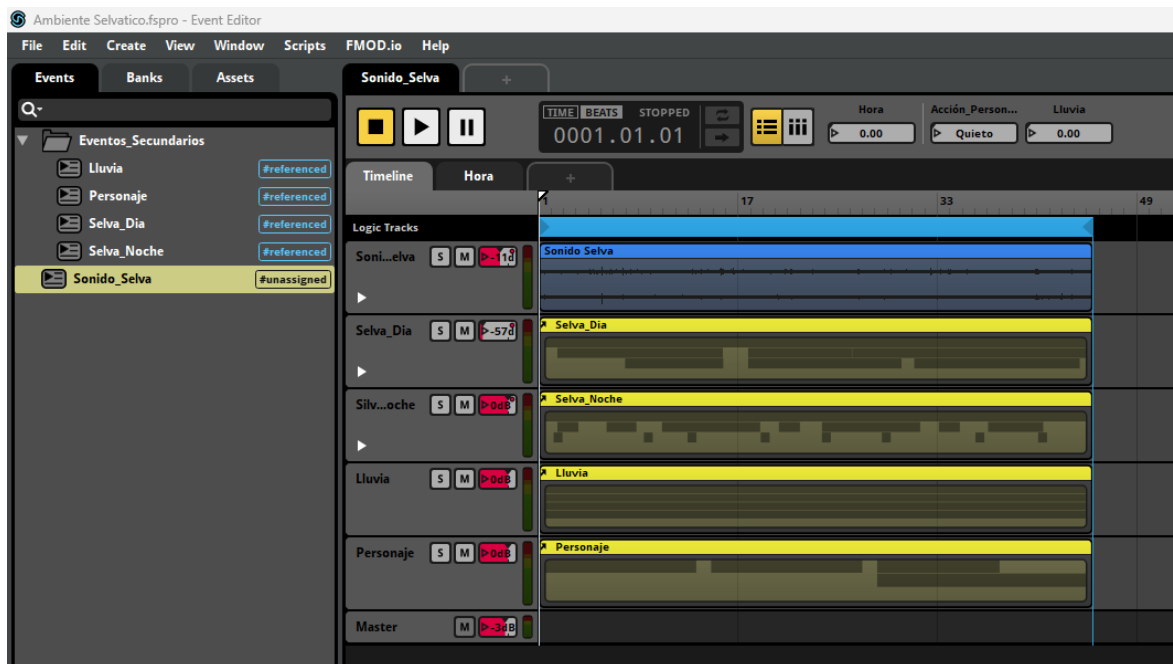 Ambiente Selvatico.fspro - Event Editor
File Edit Create View Window Scripts FMOD.io Help
Events Banks Assets
Sonido_Selva +
TIME BEATS STOPPED
0001.01.01
Hora
0.00
Acción_Person...
Quieto
Lluvia
0.00
Eventos_Secundarios
Lluvia #referenced
Personaje #referenced
Selva_Dia #referenced
Selva_Noche #referenced
Sonido_Selva #unassigned
Timeline Hora +
1 17 33 49
Logic Tracks
Soni...elva S M -11d
Sonido Selva
Selva_Dia S M -57d
Selva_Dia
Silv...oche S M 0dB
Selva_Noche
Lluvia S M 0dB
Lluvia
Personaje S M 0dB
Personaje
Master M -3dB